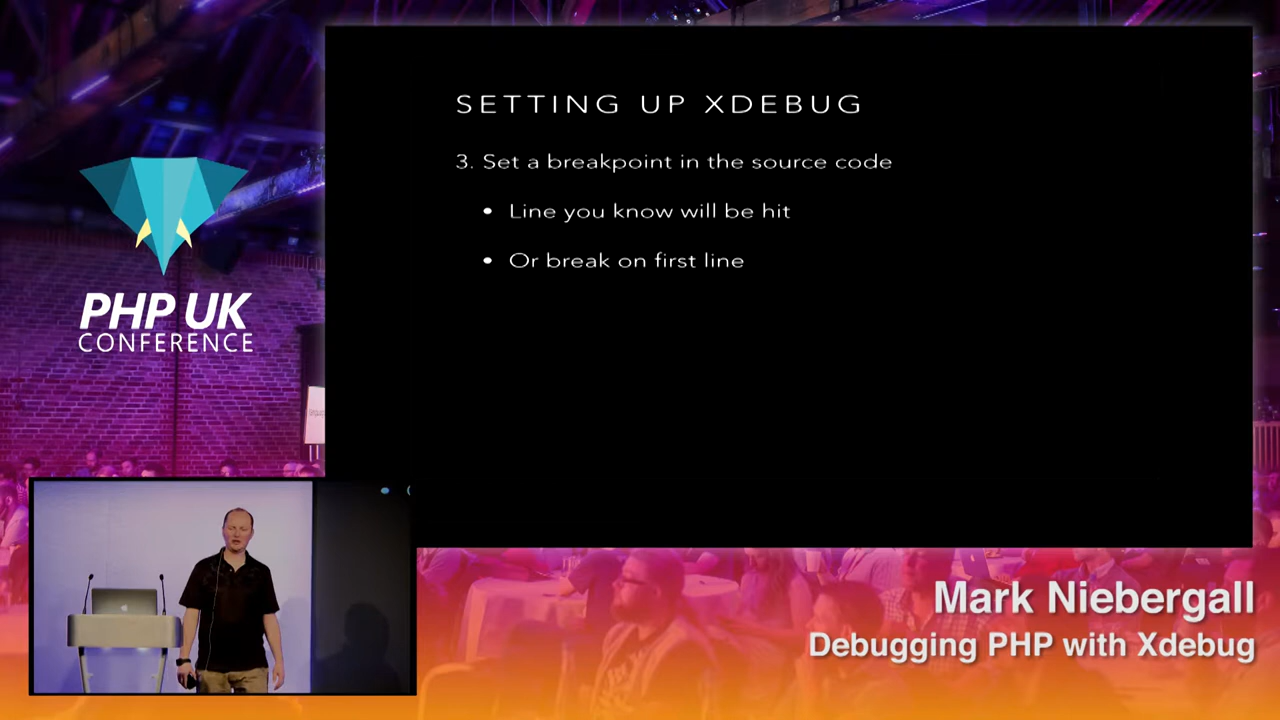 SETTING UP XDEBUG
3. Set a breakpoint in the source code
• Line you know will be hit
• Or break on first line
PHP UK
CONFERENCE
Mark Niebergall
Debugging PHP with Xdebug